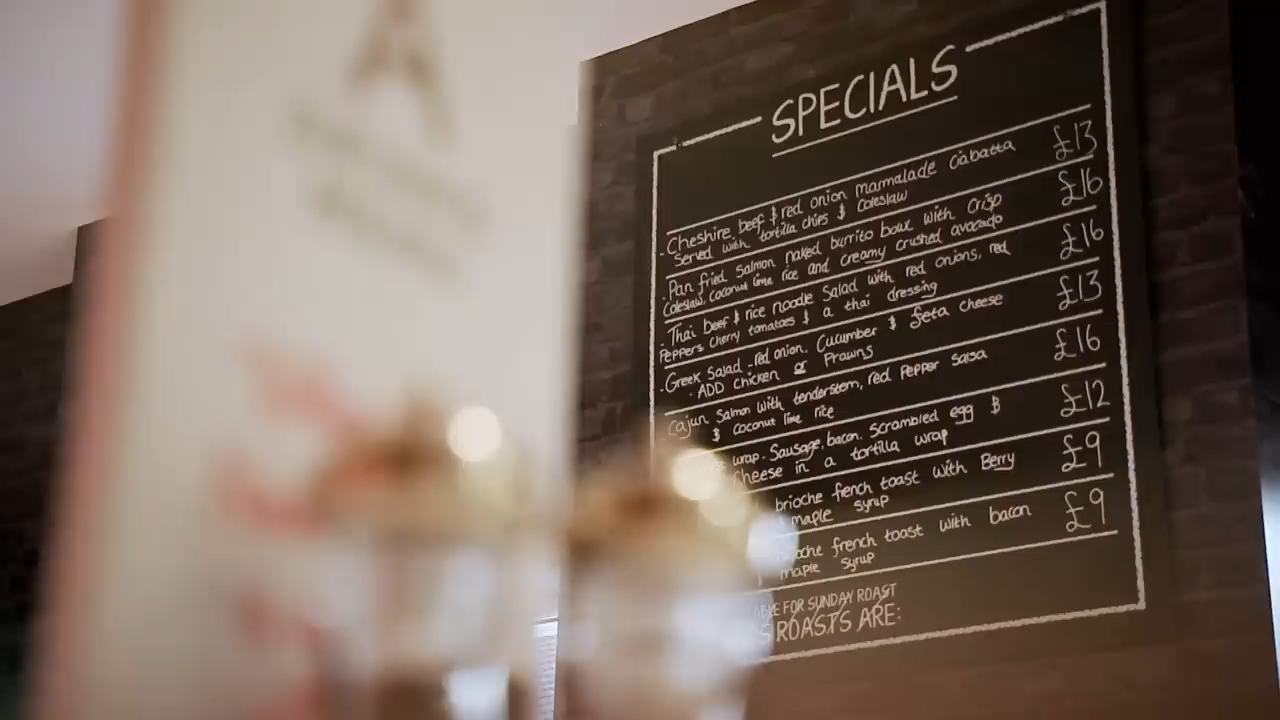 SPECIALS
- Cheshire beef & red onion marmalade Ciabatta £13
Served with tortilla chips & Coleslaw
- Pan fried Salmon naked burrito bowl with Crisp £16
Coleslaw, coconut lime rice and creamy crushed avocado
- Thai beef & rice noodle Salad with red onions, red £16
Peppers Cherry tomatoes & a thai dressing
- Greek Salad - red onion, Cucumber & feta cheese £13
- ADD Chicken or Prawns
Cajun Salmon with tenderstem, red Pepper Salsa £16
& Coconut lime rice
wrap - Sausage, bacon, Scrambled egg & £12
Cheese in a tortilla wrap
brioche french toast with Berry £9
maple syrup
french toast with bacon £9
maple syrup
FOR SUNDAY ROAST
ROASTS ARE: